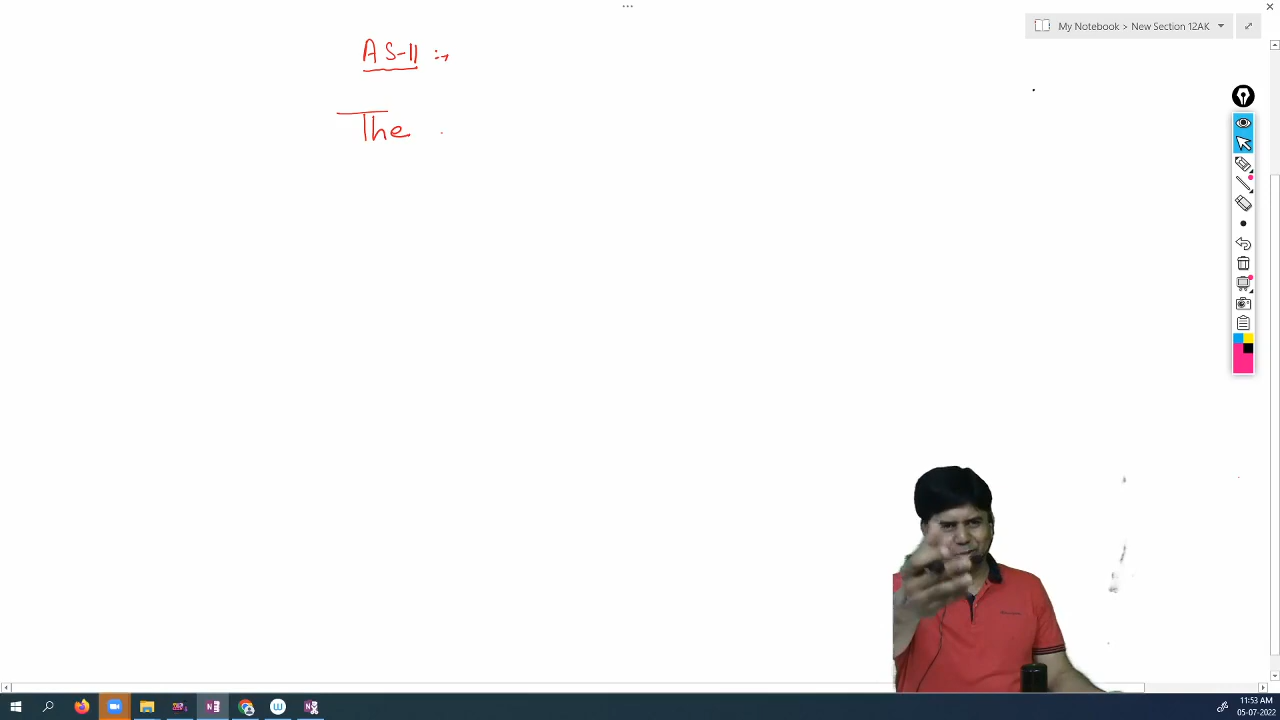 My Notebook > New Section 12AK
AS-11 :→
The
11:53 AM
05-07-2022